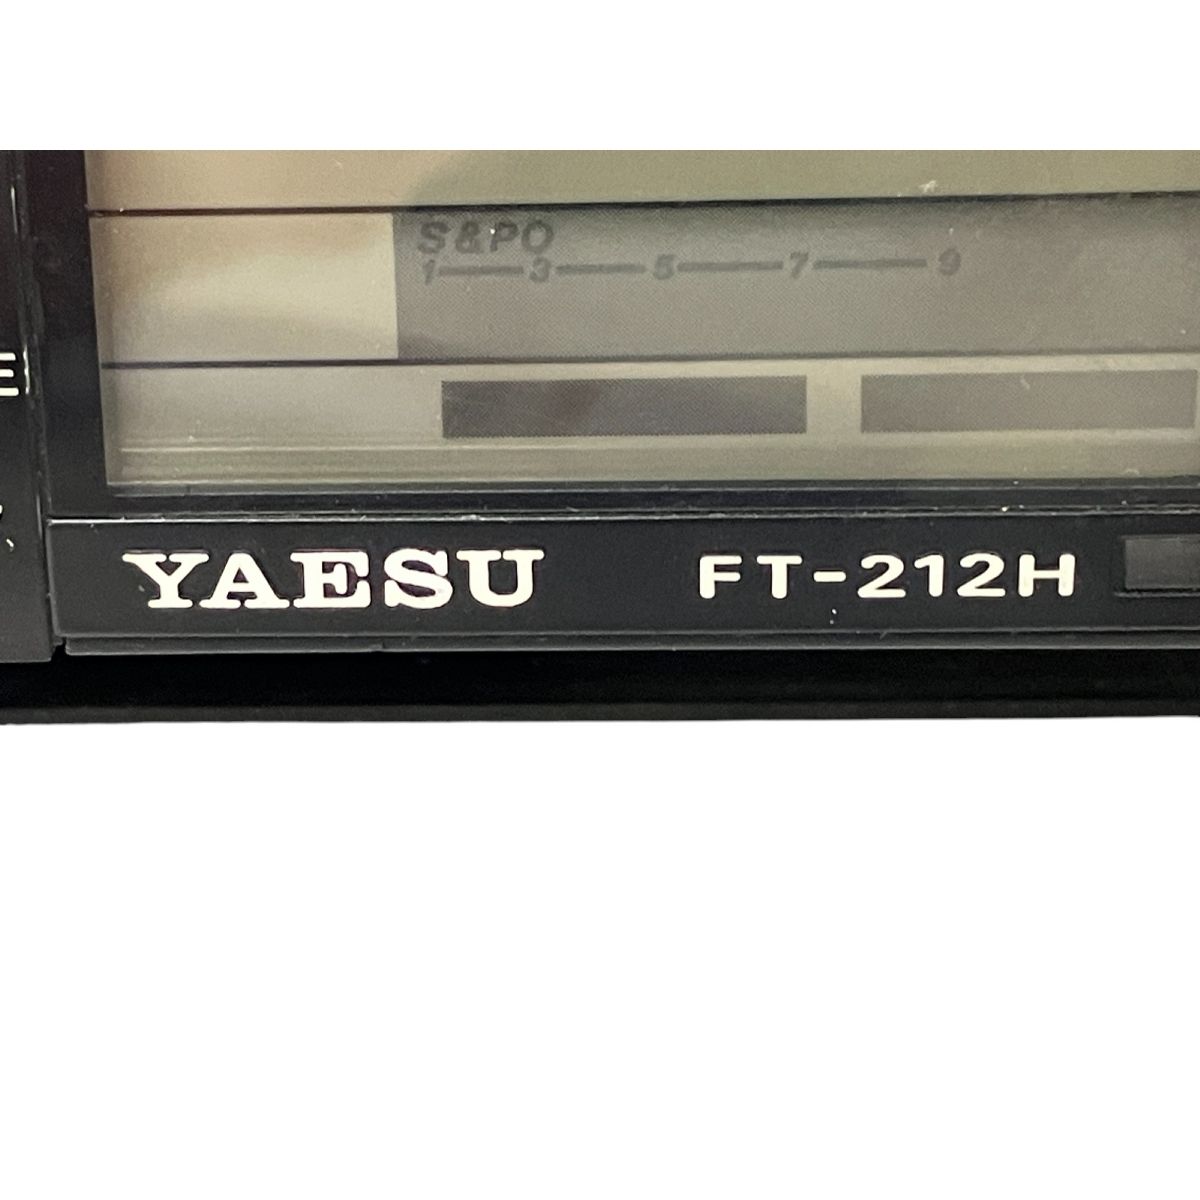 S&PO
1 3 5 7 9
E
YAESU FT-212H